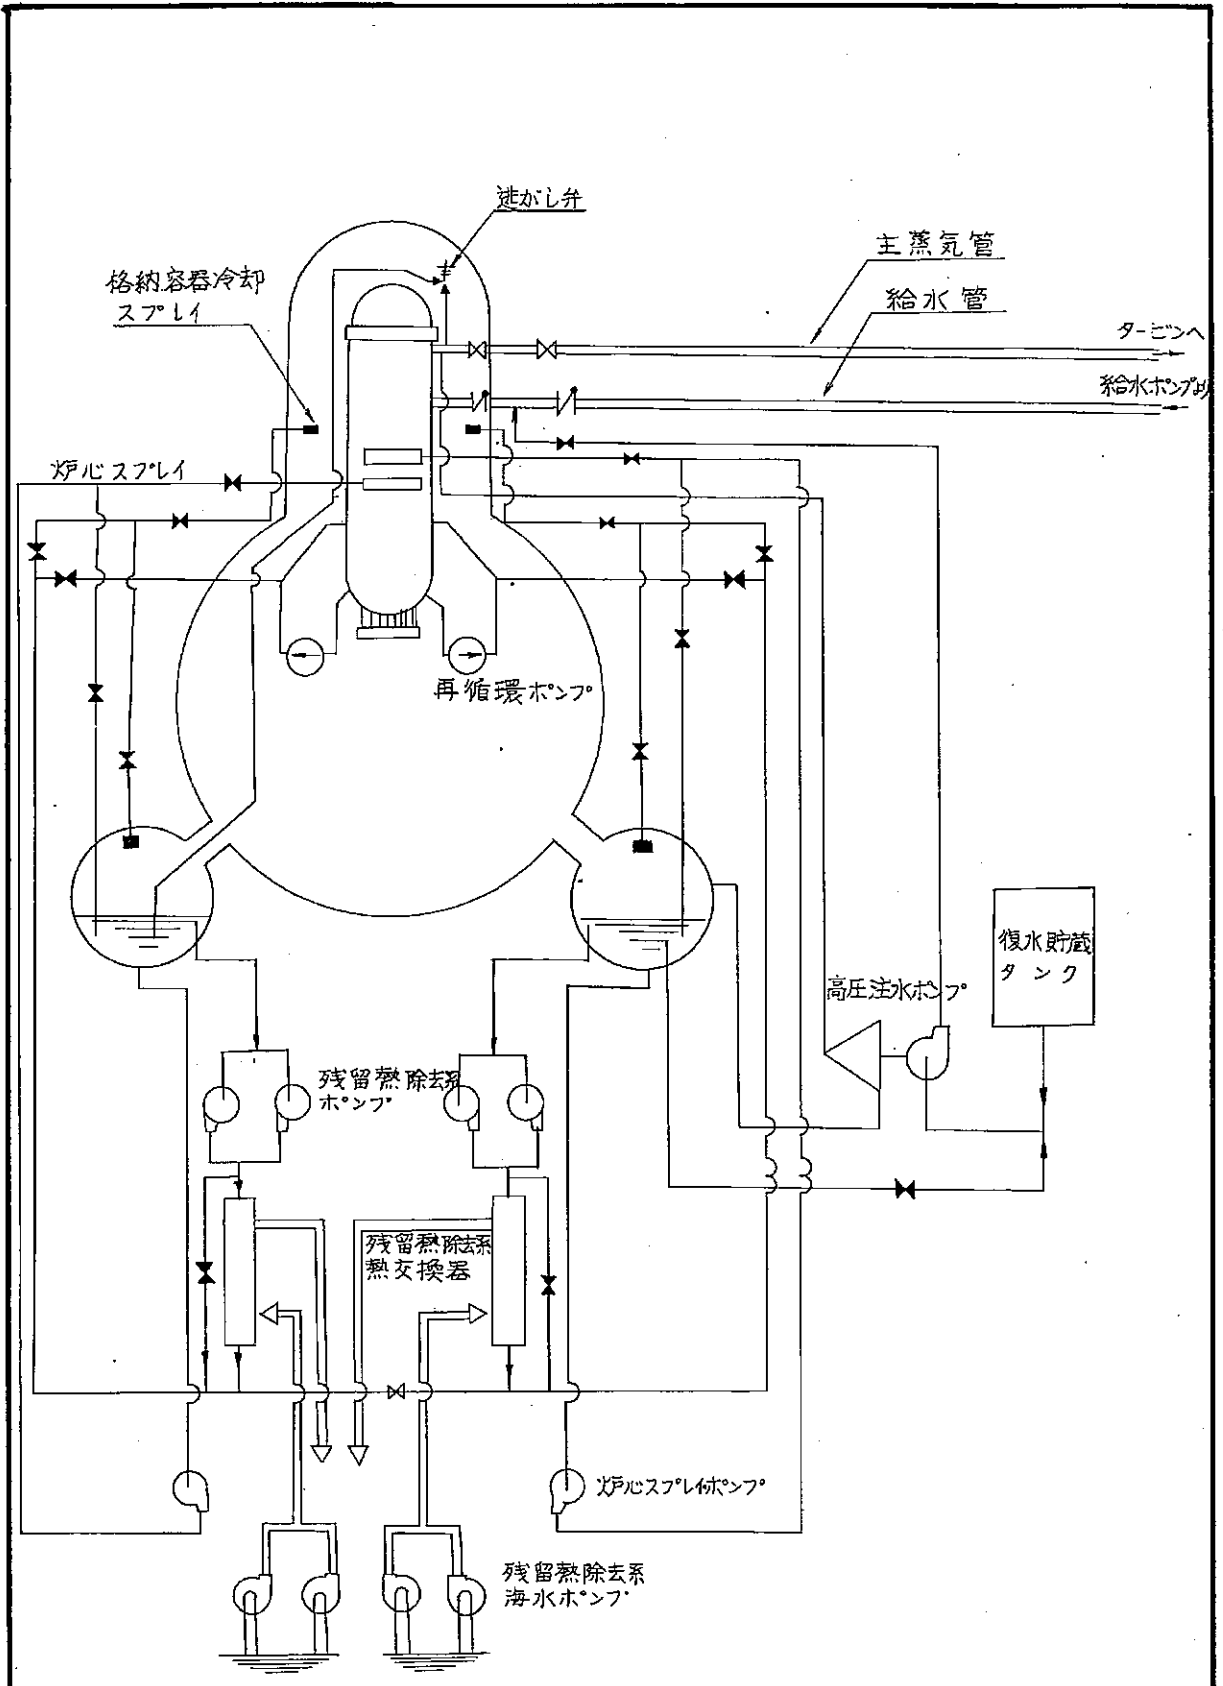 逃がし弁
主蒸気管
格納容器冷却
スプレイ
給水管
タービンへ
給水ポンプより
炉心スプレイ
再循環ポンプ
復水貯蔵
タンク
高圧注水ポンプ
残留熱除去系
ポンプ
残留熱除去系
熱交換器
炉心スプレイポンプ
残留熱除去系
海水ポンプ